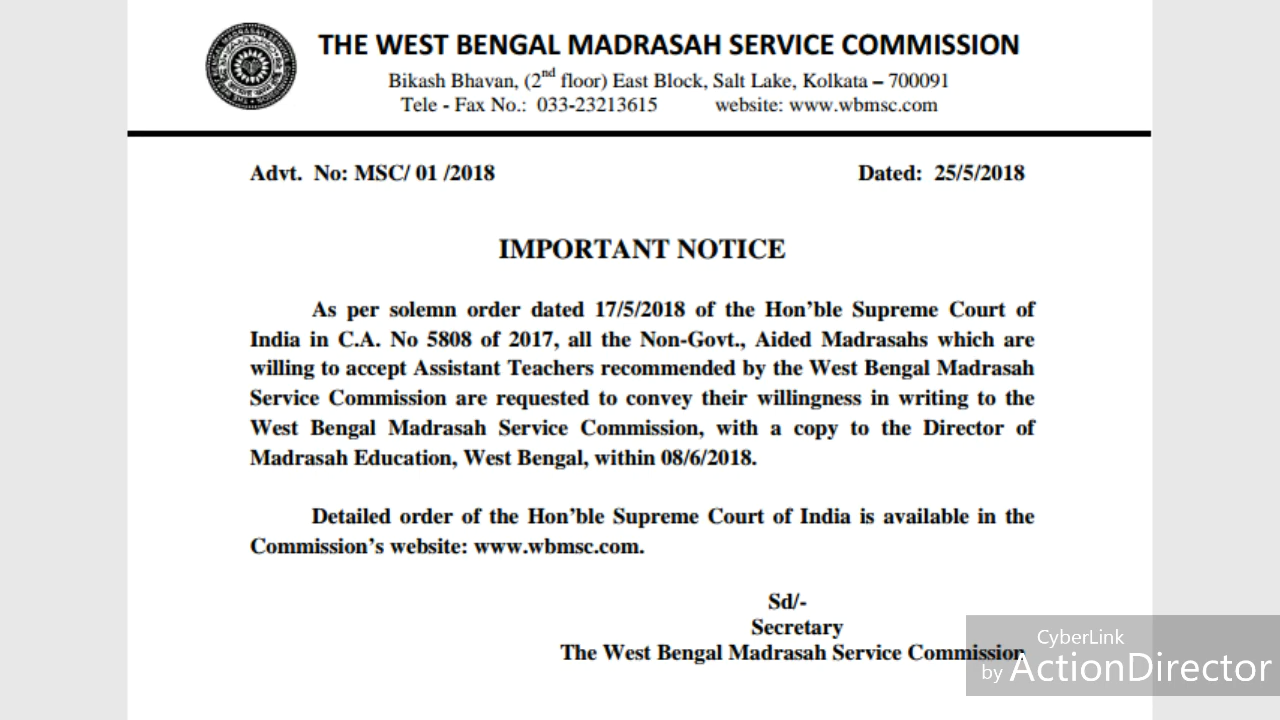 THE WEST BENGAL MADRASAH SERVICE COMMISSION
Bikash Bhavan, (2nd floor) East Block, Salt Lake, Kolkata – 700091
Tele - Fax No.: 033-23213615 website: www.wbmsc.com
Advt. No: MSC/ 01 /2018 Dated: 25/5/2018
IMPORTANT NOTICE
As per solemn order dated 17/5/2018 of the Hon’ble Supreme Court of
India in C.A. No 5808 of 2017, all the Non-Govt., Aided Madrasahs which are
willing to accept Assistant Teachers recommended by the West Bengal Madrasah
Service Commission are requested to convey their willingness in writing to the
West Bengal Madrasah Service Commission, with a copy to the Director of
Madrasah Education, West Bengal, within 08/6/2018.
Detailed order of the Hon’ble Supreme Court of India is available in the
Commission’s website: www.wbmsc.com.
Sd/-
Secretary
The West Bengal Madrasah Service Commission
CyberLink
by ActionDirector